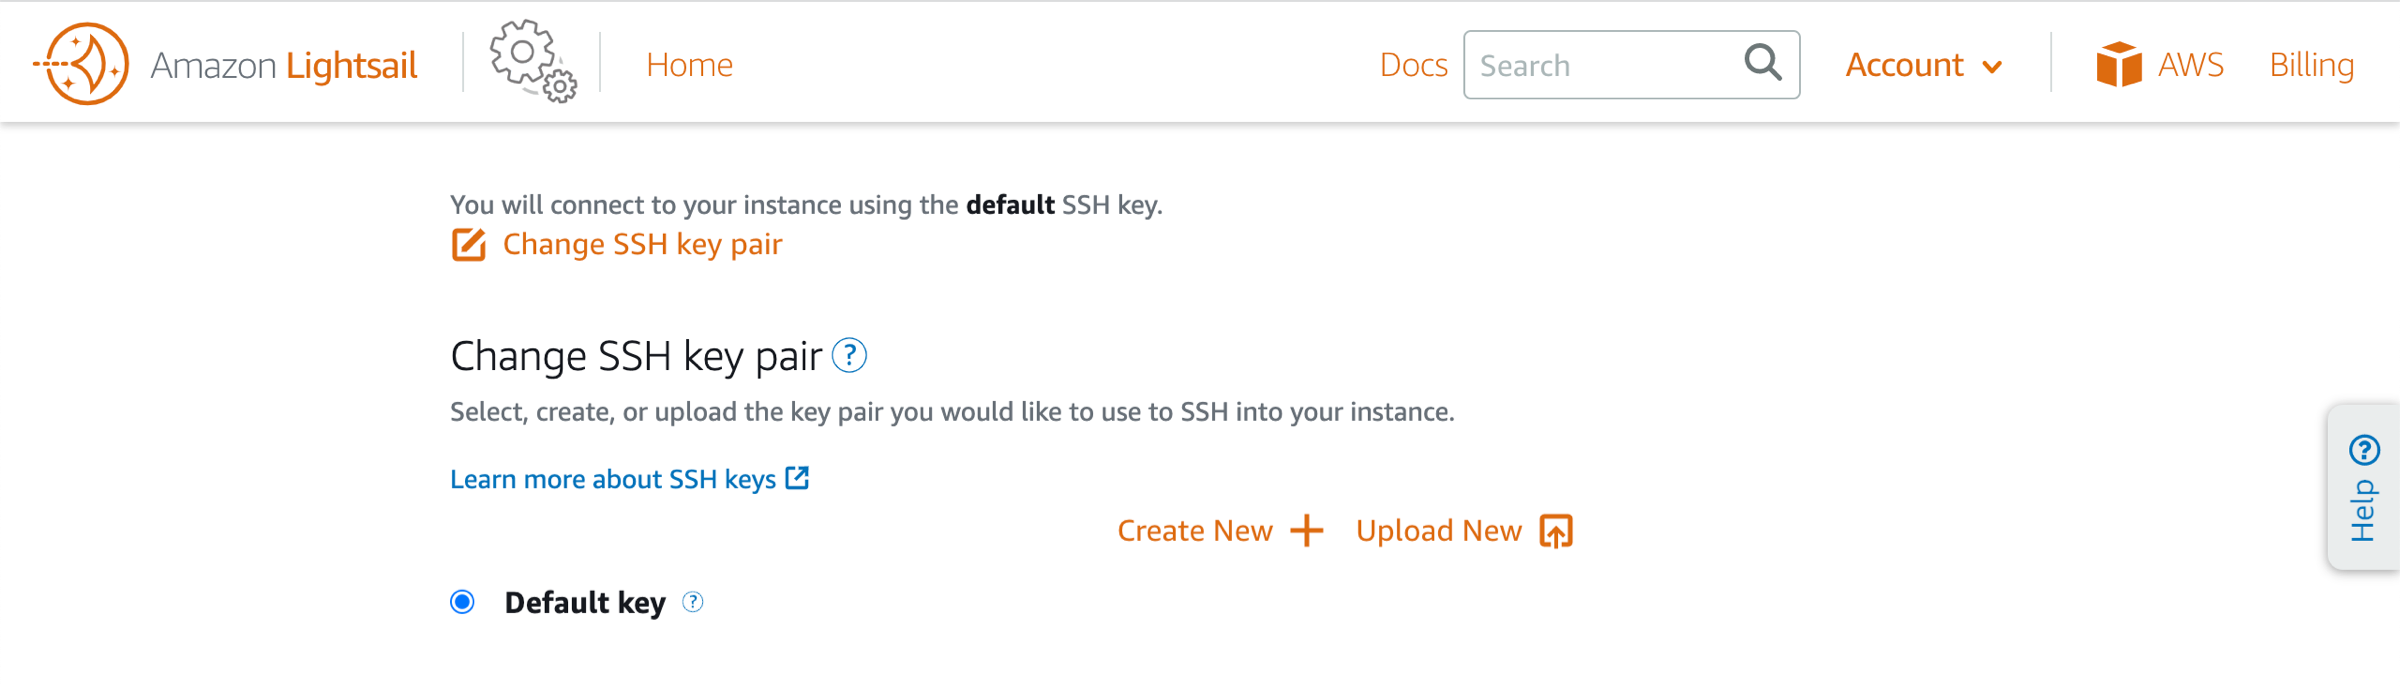 Amazon Lightsail Home Docs Search Account AWS Billing
You will connect to your instance using the default SSH key.
Change SSH key pair
Change SSH key pair ?
Select, create, or upload the key pair you would like to use to SSH into your instance.
Learn more about SSH keys
Create New + Upload New
Default key ?
? Help